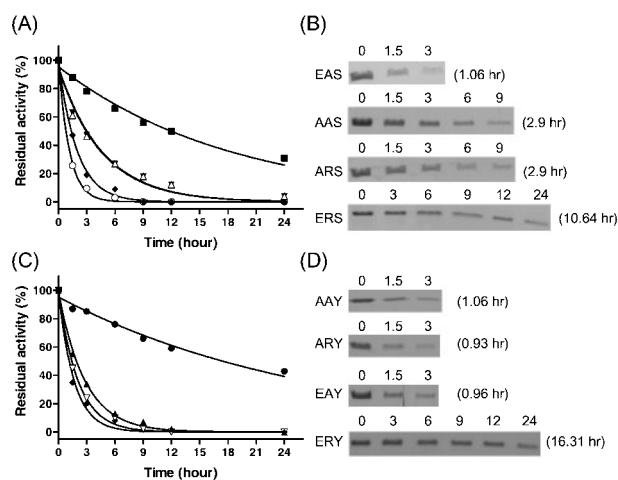 (A)
Residual activity (%)
100
80
60
40
20
0
0 3 6 9 12 15 18 21 24
Time (hour)
(B)
0 1.5 3
EAS (1.06 hr)
0 1.5 3 6 9
AAS (2.9 hr)
0 1.5 3 6 9
ARS (2.9 hr)
0 3 6 9 12 24
ERS (10.64 hr)
(C)
Residual activity (%)
100
80
60
40
20
0
0 3 6 9 12 15 18 21 24
Time (hour)
(D)
0 1.5 3
AAY (1.06 hr)
0 1.5 3
ARY (0.93 hr)
0 1.5 3
EAY (0.96 hr)
0 3 6 9 12 24
ERY (16.31 hr)